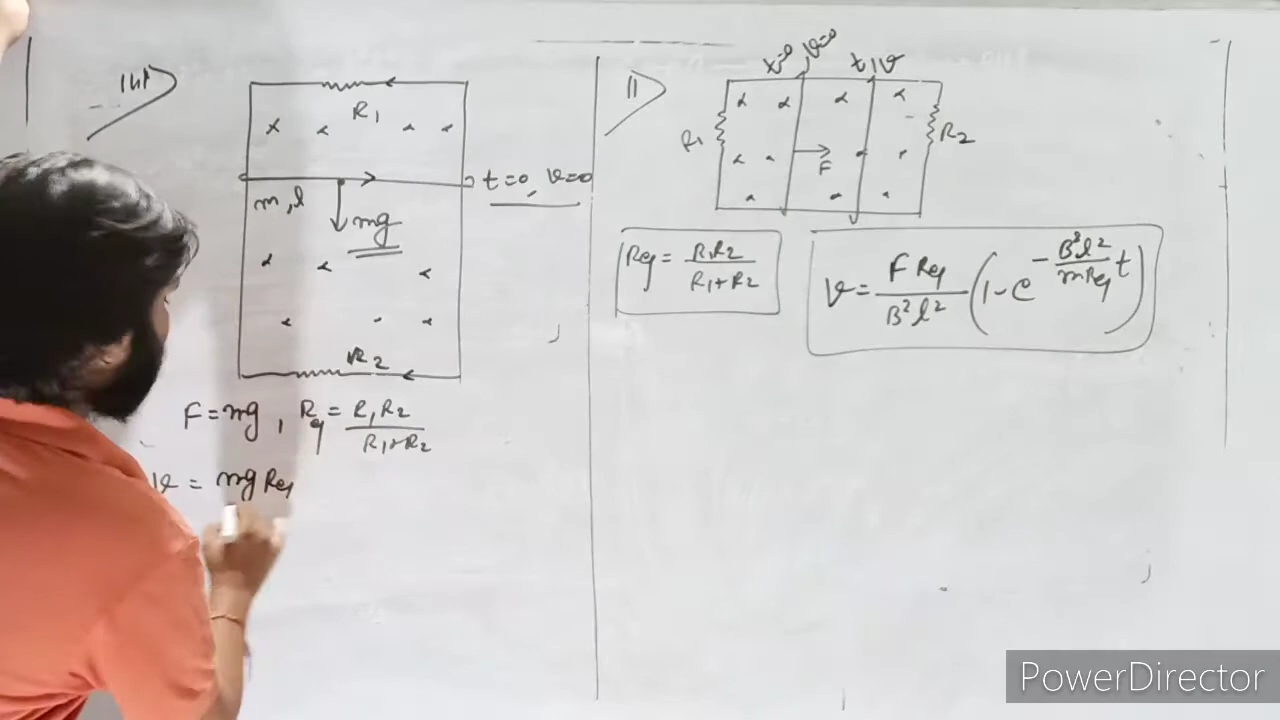 R₁
m, l
mg
t=0, v=0
R₂
F = mg , Req = R₁R₂ / R₁+R₂
v = mg Req
II
x=0, v=0
t, v
R₁
F
R₂
Req = R₁R₂ / R₁+R₂
v = F Req / B²l² (1 - e^(-B²l²/mReq t))
PowerDirector